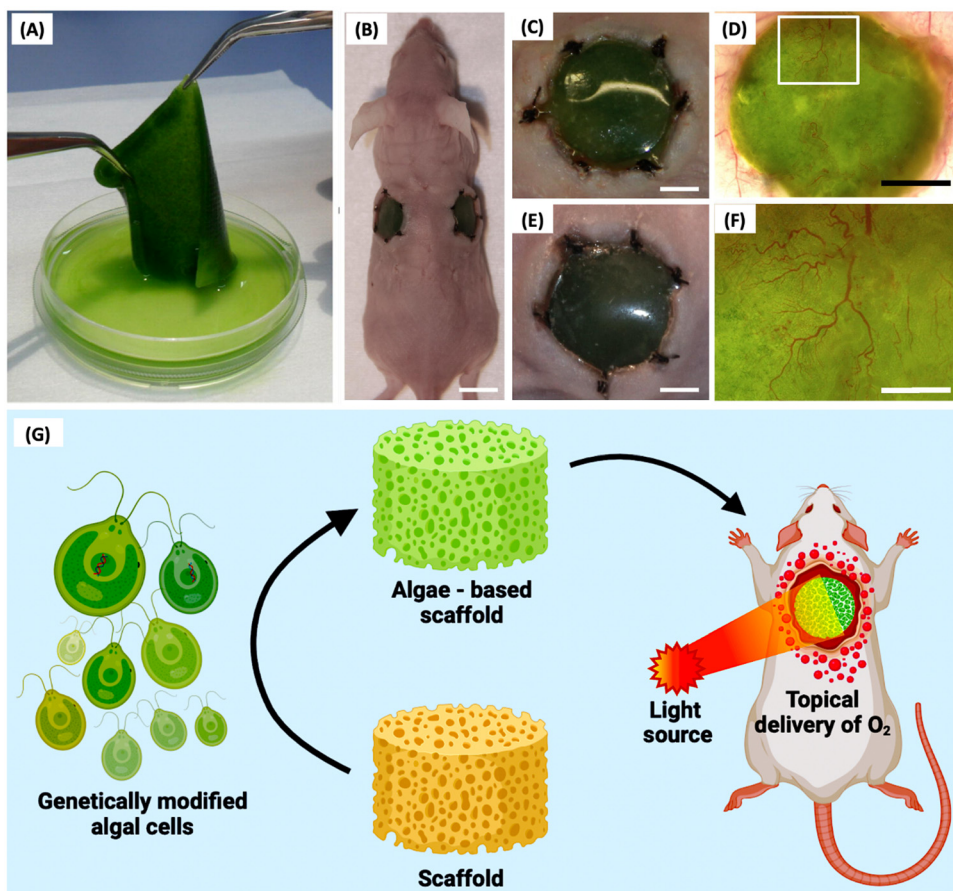 (A)
(B)
(C)
(D)
(E)
(F)
(G)
Algae - based
scaffold
Light
source
Topical
delivery of O₂
Genetically modified
algal cells
Scaffold